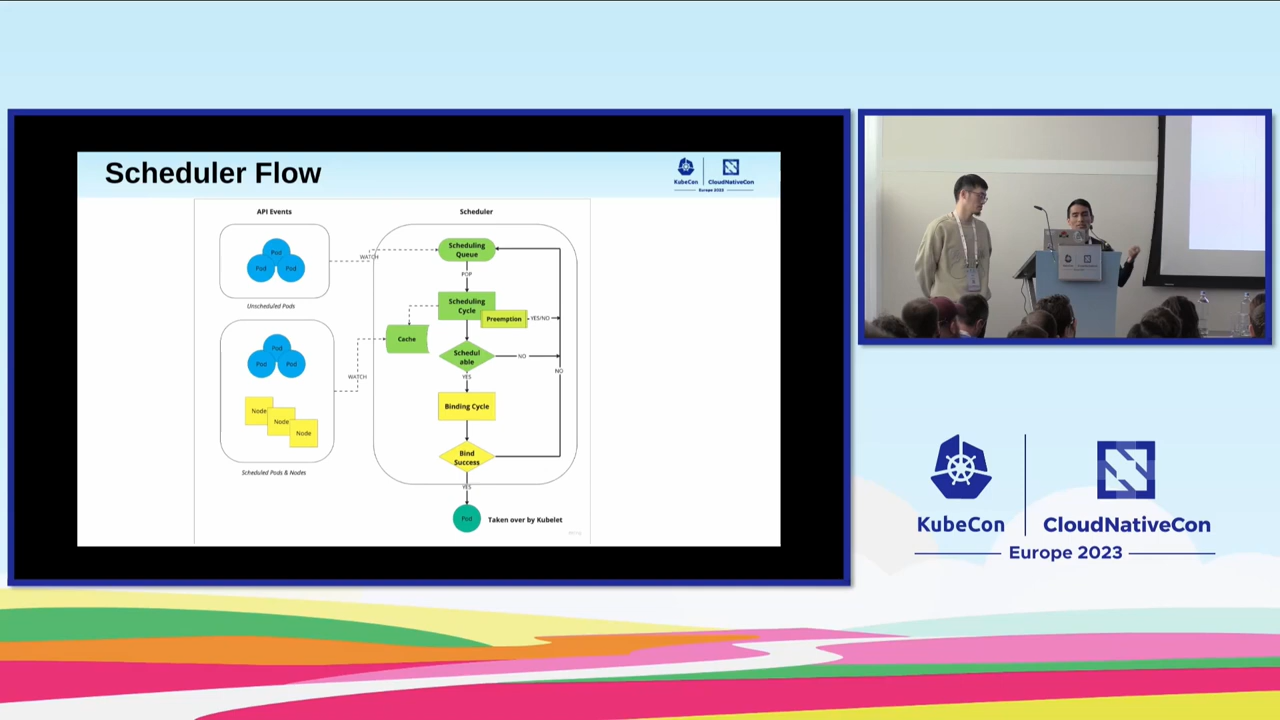 Scheduler Flow
KubeCon
CloudNativeCon
Europe 2023
API Events
Scheduler
Pod
Pod
Pod
Unscheduled Pods
WATCH
Scheduling
Queue
POP
Scheduling
Cycle
Preemption
YES/NO
Cache
Schedul
able
NO
NO
YES
Pod
Pod
Pod
WATCH
Node
Node
Node
Scheduled Pods & Nodes
Binding Cycle
Bind
Success
YES
Pod
Taken over by Kubelet
KubeCon
CloudNativeCon
Europe 2023